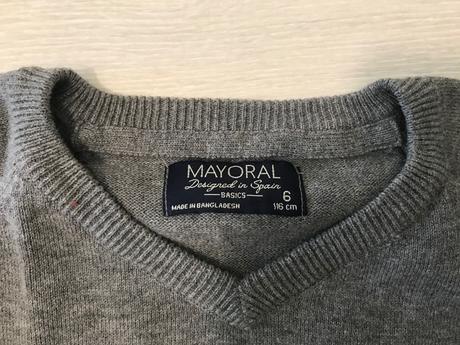 MAYORAL
Designed in Spain
BASICS
6
MADE IN BANGLADESH
116 cm